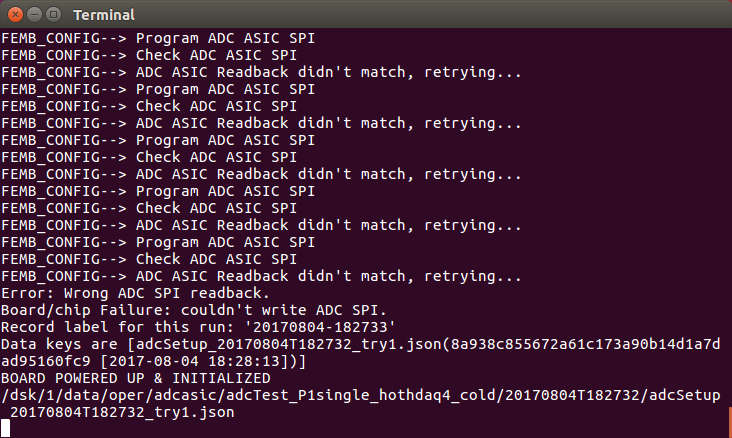 Terminal
FEMB_CONFIG--> Program ADC ASIC SPI
FEMB_CONFIG--> Check ADC ASIC SPI
FEMB_CONFIG--> ADC ASIC Readback didn't match, retrying...
FEMB_CONFIG--> Program ADC ASIC SPI
FEMB_CONFIG--> Check ADC ASIC SPI
FEMB_CONFIG--> ADC ASIC Readback didn't match, retrying...
FEMB_CONFIG--> Program ADC ASIC SPI
FEMB_CONFIG--> Check ADC ASIC SPI
FEMB_CONFIG--> ADC ASIC Readback didn't match, retrying...
FEMB_CONFIG--> Program ADC ASIC SPI
FEMB_CONFIG--> Check ADC ASIC SPI
FEMB_CONFIG--> ADC ASIC Readback didn't match, retrying...
FEMB_CONFIG--> Program ADC ASIC SPI
FEMB_CONFIG--> Check ADC ASIC SPI
FEMB_CONFIG--> ADC ASIC Readback didn't match, retrying...
Error: Wrong ADC SPI readback.
Board/chip Failure: couldn't write ADC SPI.
Record label for this run: '20170804-182733'
Data keys are [adcSetup_20170804T182732_try1.json(8a938c855672a61c173a90b14d1a7d
ad95160fc9 [2017-08-04 18:28:13])]
BOARD POWERED UP & INITIALIZED
/dsk/1/data/oper/adcasic/adcTest_P1single_hothdaq4_cold/20170804T182732/adcSetup
_20170804T182732_try1.json